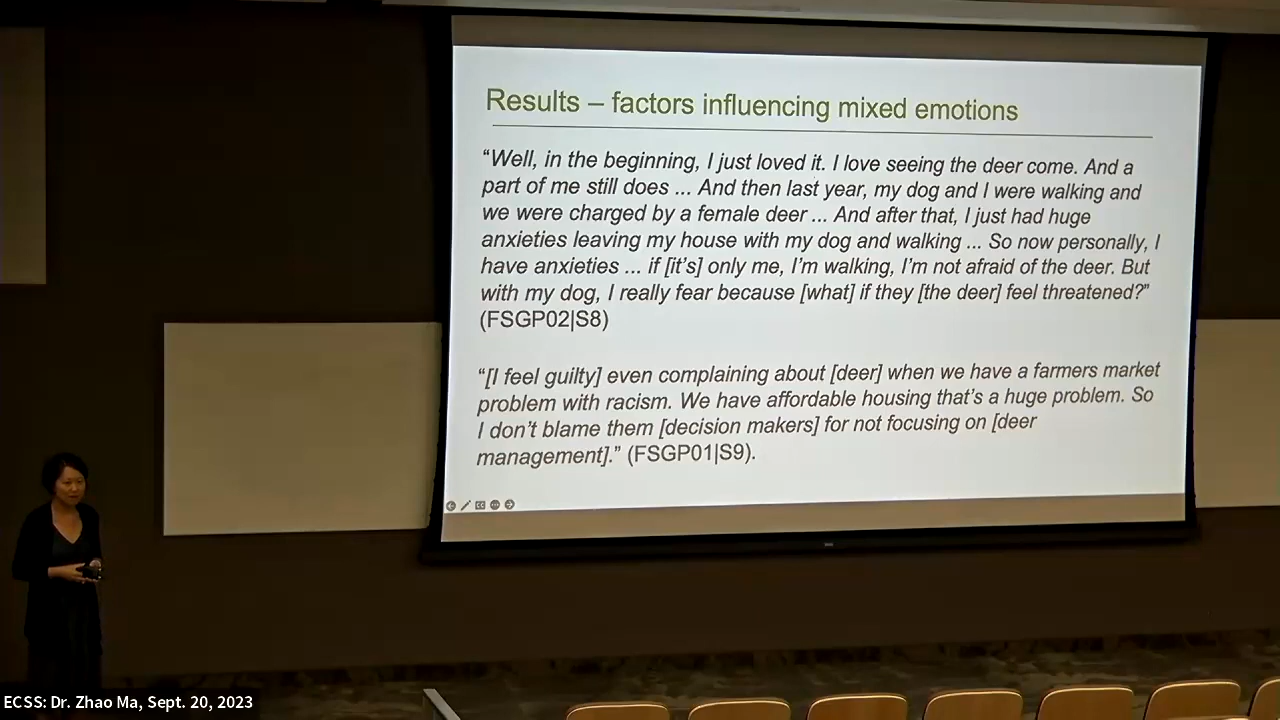 Results – factors influencing mixed emotions
“Well, in the beginning, I just loved it. I love seeing the deer come. And a
part of me still does ... And then last year, my dog and I were walking and
we were charged by a female deer ... And after that, I just had huge
anxieties leaving my house with my dog and walking ... So now personally, I
have anxieties ... if [it’s] only me, I’m walking, I’m not afraid of the deer. But
with my dog, I really fear because [what] if they [the deer] feel threatened?”
(FSGP02|S8)
“[I feel guilty] even complaining about [deer] when we have a farmers market
problem with racism. We have affordable housing that’s a huge problem. So
I don’t blame them [decision makers] for not focusing on [deer
management].” (FSGP01|S9).
ECSS: Dr. Zhao Ma, Sept. 20, 2023